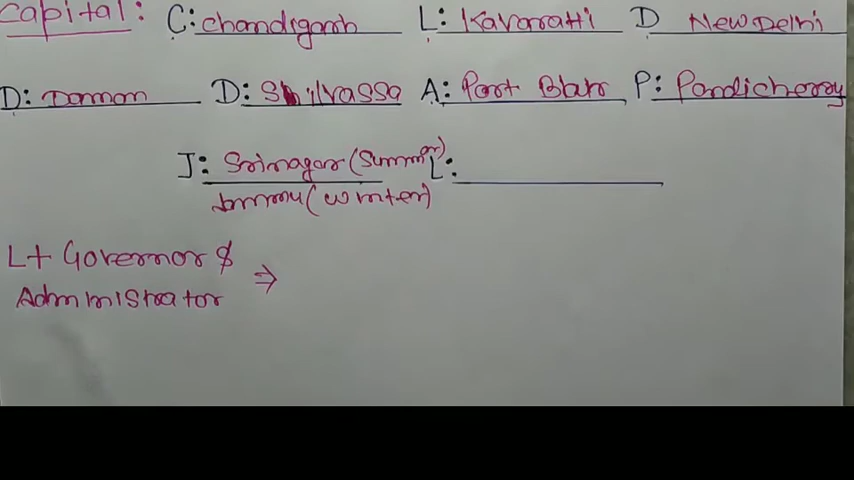 Capital: C: Chandigarh L: Kavaratti D New Delhi
D: Daman D: Silvassa A: Port Blair P: Pondicherry
J: Srinagar (Summer) L:
Jammu (winter)
Lt Governor &
Administrator ⇒